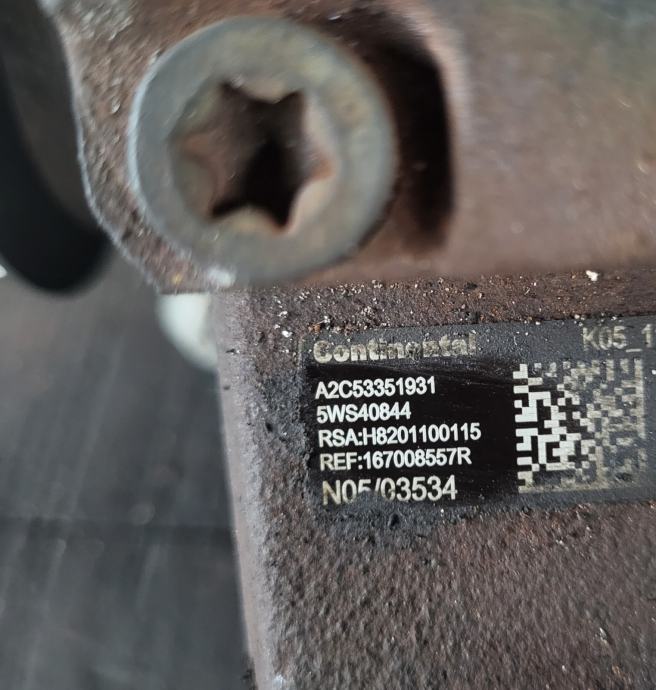 Continental K05_1
A2C53351931
5WS40844
RSA:H8201100115
REF:167008557R
N05/03534